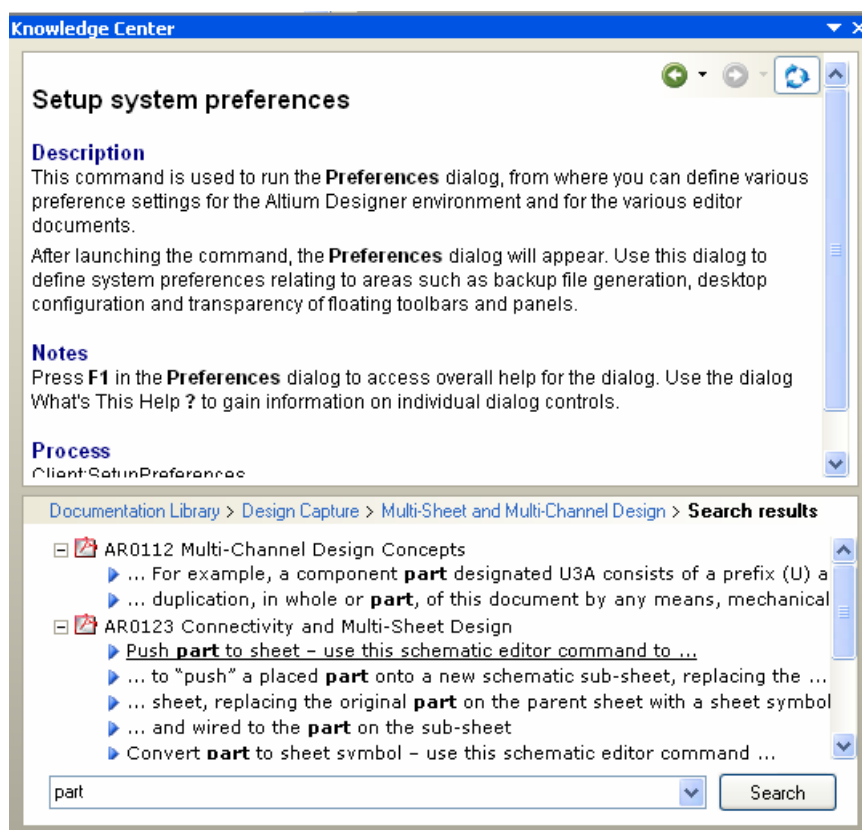 Knowledge Center
Setup system preferences
Description
This command is used to run the Preferences dialog, from where you can define various
preference settings for the Altium Designer environment and for the various editor
documents.
After launching the command, the Preferences dialog will appear. Use this dialog to
define system preferences relating to areas such as backup file generation, desktop
configuration and transparency of floating toolbars and panels.
Notes
Press F1 in the Preferences dialog to access overall help for the dialog. Use the dialog
What's This Help ? to gain information on individual dialog controls.
Process
Client:SetupPreferences
Documentation Library > Design Capture > Multi-Sheet and Multi-Channel Design > Search results
AR0112 Multi-Channel Design Concepts
... For example, a component part designated U3A consists of a prefix (U) a
... duplication, in whole or part, of this document by any means, mechanical
AR0123 Connectivity and Multi-Sheet Design
Push part to sheet – use this schematic editor command to ...
... to “push” a placed part onto a new schematic sub-sheet, replacing the ...
... sheet, replacing the original part on the parent sheet with a sheet symbol
... and wired to the part on the sub-sheet
Convert part to sheet symbol – use this schematic editor command ...
part
Search